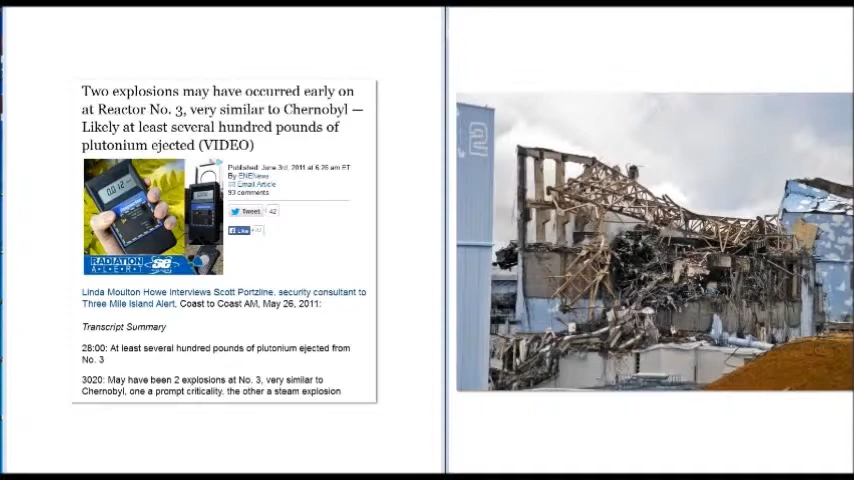 Two explosions may have occurred early on
at Reactor No. 3, very similar to Chernobyl —
Likely at least several hundred pounds of
plutonium ejected (VIDEO)
Published: June 3rd, 2011 at 6:26 am ET
By ENENews
Email Article
93 comments
Tweet 42
Like
0.012
RADIATION
ALERT
SE
Linda Moulton Howe Interviews Scott Portzline, security consultant to
Three Mile Island Alert, Coast to Coast AM, May 26, 2011:
Transcript Summary
28:00: At least several hundred pounds of plutonium ejected from
No. 3
3020: May have been 2 explosions at No. 3, very similar to
Chernobyl, one a prompt criticality, the other a steam explosion